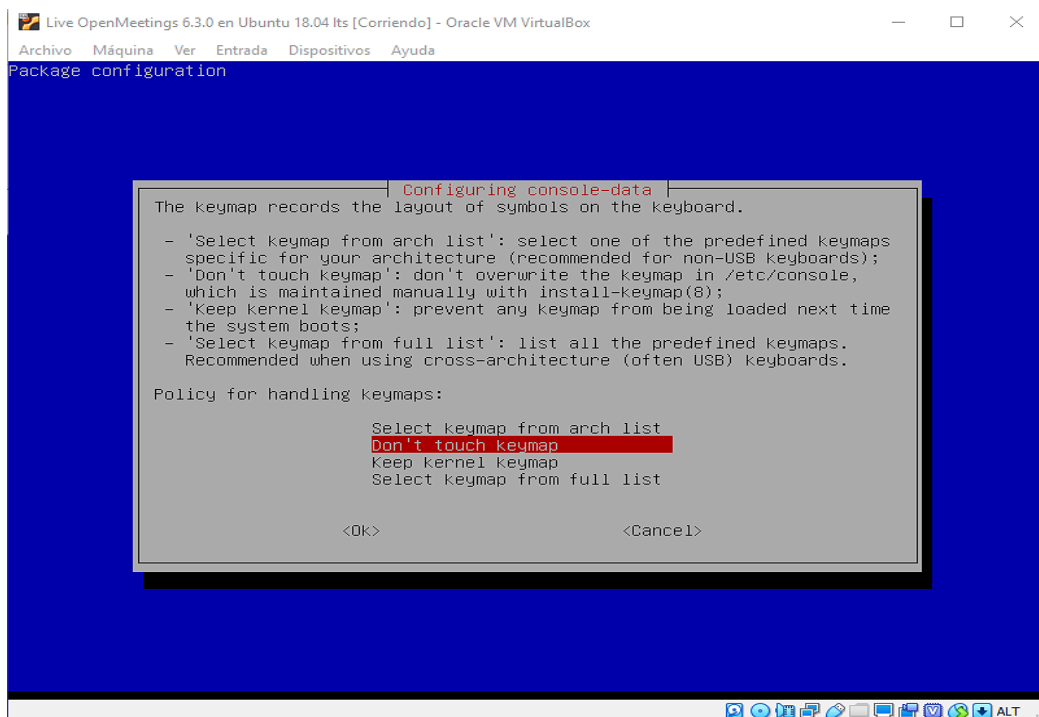 Live OpenMeetings 6.3.0 en Ubuntu 18.04 lts [Corriendo] - Oracle VM VirtualBox
Archivo Máquina Ver Entrada Dispositivos Ayuda
Package configuration
Configuring console-data
The keymap records the layout of symbols on the keyboard.
- 'Select keymap from arch list': select one of the predefined keymaps
specific for your architecture (recommended for non-USB keyboards);
- 'Don't touch keymap': don't overwrite the keymap in /etc/console,
which is maintained manually with install-keymap(8);
- 'Keep kernel keymap': prevent any keymap from being loaded next time
the system boots;
- 'Select keymap from full list': list all the predefined keymaps.
Recommended when using cross-architecture (often USB) keyboards.
Policy for handling keymaps:
Select keymap from arch list
Don't touch keymap
Keep kernel keymap
Select keymap from full list
<Ok> <Cancel>
ALT